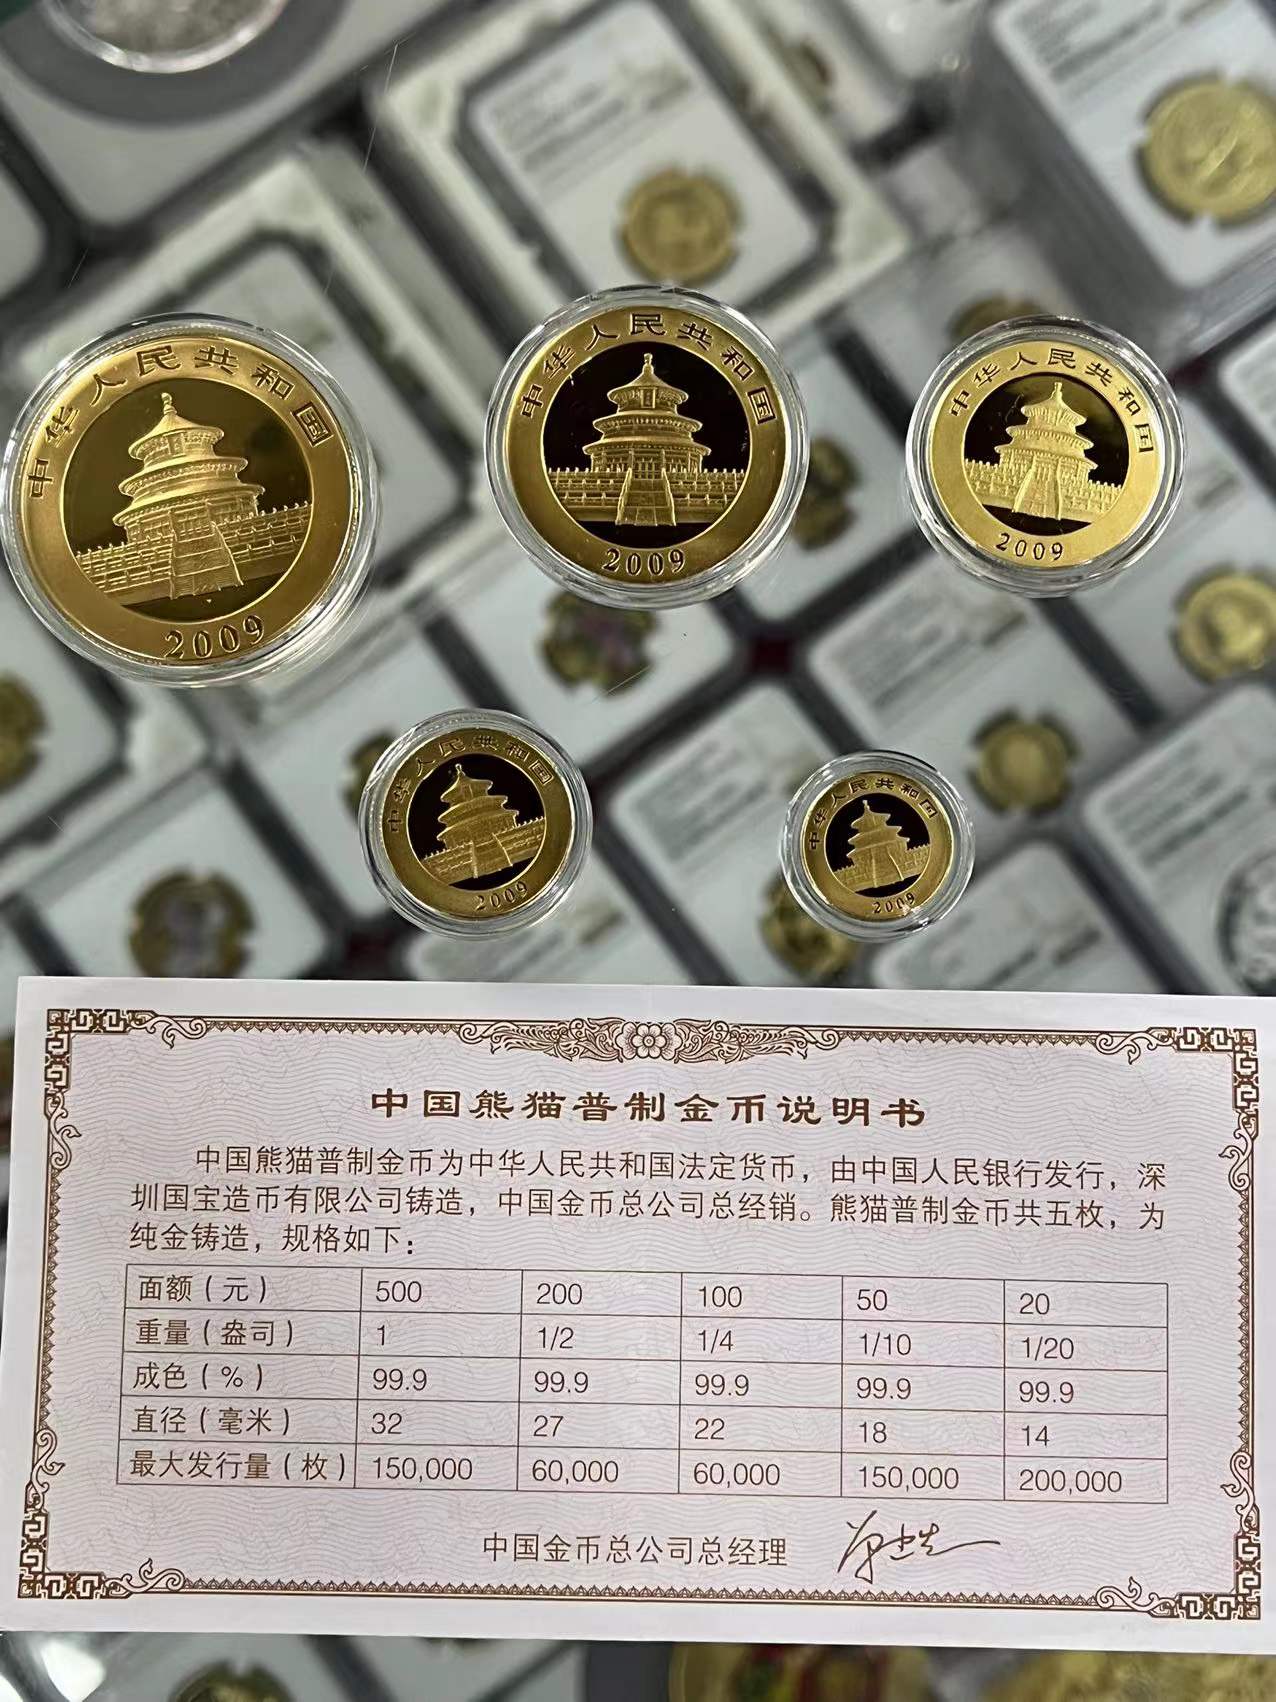 中华人民共和国
2009
中华人民共和国
2009
中华人民共和国
2009
中华人民共和国
2009
中华人民共和国
2009
中国熊猫普制金币说明书
中国熊猫普制金币为中华人民共和国法定货币，由中国人民银行发行，深
圳国宝造币有限公司铸造，中国金币总公司总经销。熊猫普制金币共五枚，为
纯金铸造，规格如下：
面额（元） 500 200 100 50 20
重量（盎司） 1 1/2 1/4 1/10 1/20
成色（%） 99.9 99.9 99.9 99.9 99.9
直径（毫米） 32 27 22 18 14
最大发行量（枚） 150,000 60,000 60,000 150,000 200,000
中国金币总公司总经理